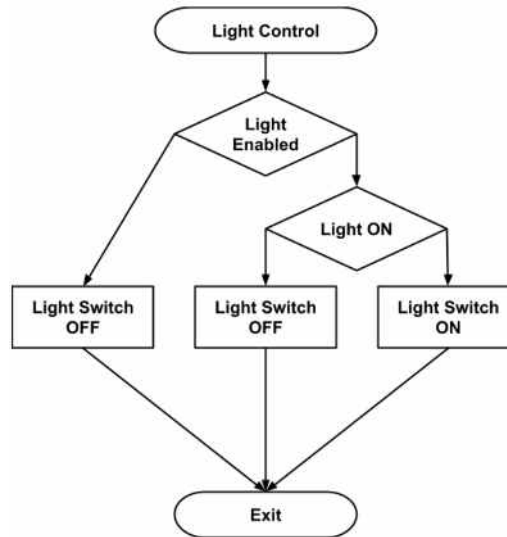 Light Control
Light
Enabled
Light ON
Light Switch
OFF
Light Switch
OFF
Light Switch
ON
Exit